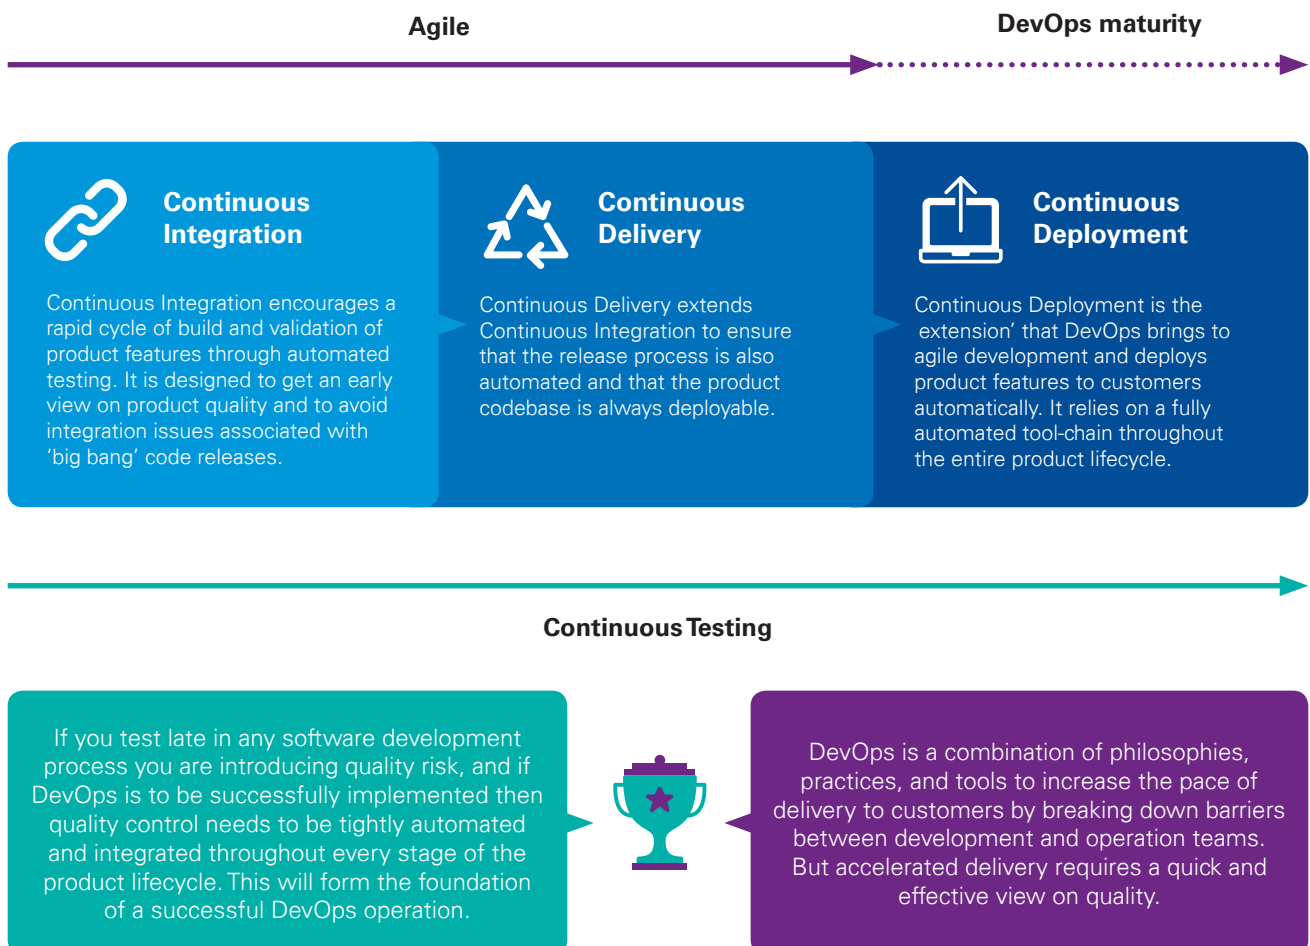 Agile
DevOps maturity
Continuous
Integration
Continuous Integration encourages a
rapid cycle of build and validation of
product features through automated
testing. It is designed to get an early
view on product quality and to avoid
integration issues associated with
‘big bang’ code releases.
Continuous
Delivery
Continuous Delivery extends
Continuous Integration to ensure
that the release process is also
automated and that the product
codebase is always deployable.
Continuous
Deployment
Continuous Deployment is the
extension’ that DevOps brings to
agile development and deploys
product features to customers
automatically. It relies on a fully
automated tool-chain throughout
the entire product lifecycle.
Continuous Testing
If you test late in any software development
process you are introducing quality risk, and if
DevOps is to be successfully implemented then
quality control needs to be tightly automated
and integrated throughout every stage of the
product lifecycle. This will form the foundation
of a successful DevOps operation.
DevOps is a combination of philosophies,
practices, and tools to increase the pace of
delivery to customers by breaking down barriers
between development and operation teams.
But accelerated delivery requires a quick and
effective view on quality.